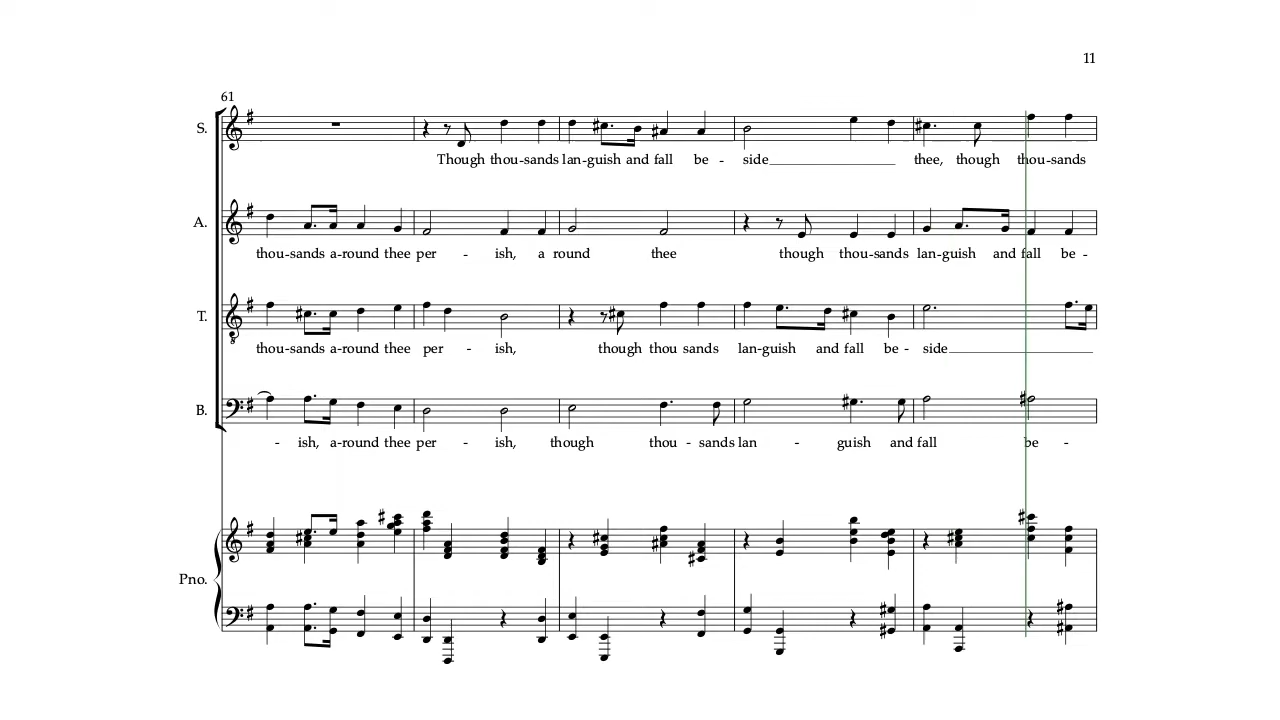 11
61
S.
Though thou-sands lan-guish and fall be - side thee, though thou-sands
A.
thou-sands a-round thee per - ish, a round thee though thou-sands lan-guish and fall be -
T.
8
thou-sands a-round thee per - ish, though thou sands lan-guish and fall be - side
B.
- ish, a-round thee per - ish, though thou - sands lan - guish and fall be -
Pno.